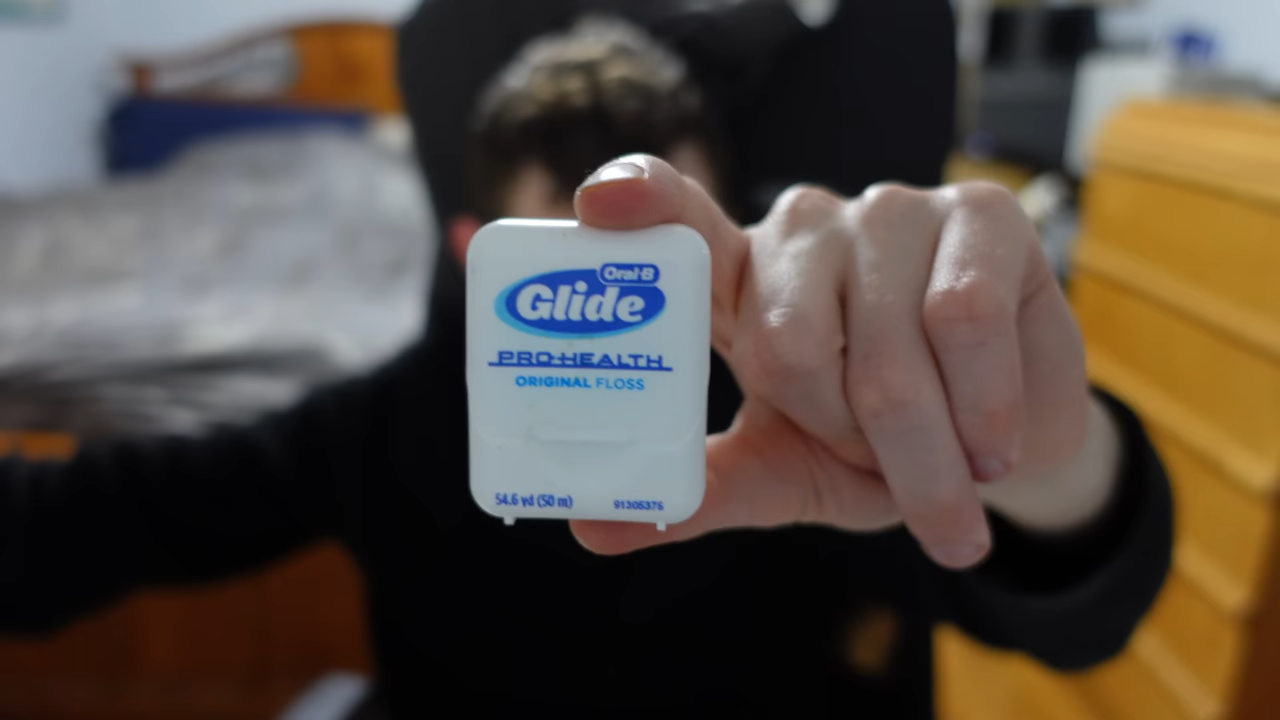 Oral-B
Glide
PRO-HEALTH
ORIGINAL FLOSS
54.6 yd (50 m) 91305375